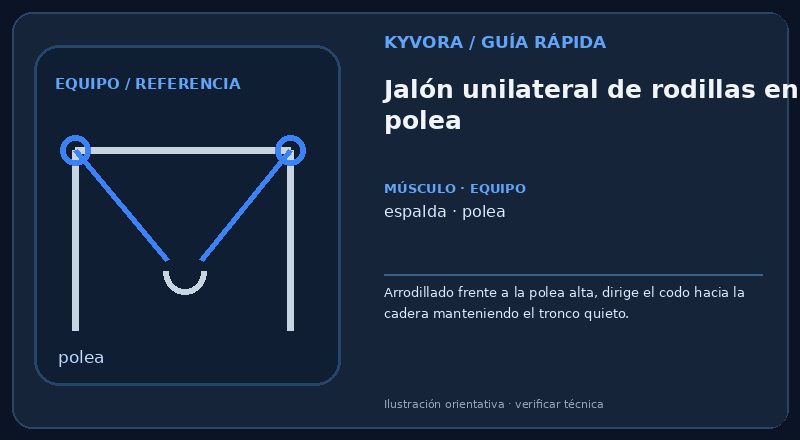 KYVORA / GUÍA RÁPIDA
EQUIPO / REFERENCIA
Jalón unilateral de rodillas en
polea
MÚSCULO · EQUIPO
espalda · polea
Arrodillado frente a la polea alta, dirige el codo hacia la
cadera manteniendo el tronco quieto.
polea
Ilustración orientativa · verificar técnica